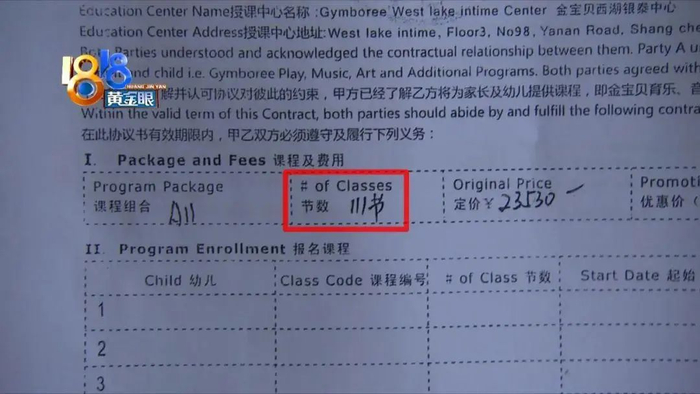 Education Center Name授课中心名称 :Gymboree West lake intime Center 金宝贝西湖银泰中心
Education Center Address授课中心地址:West lake intime, Floor3, No98, Yanan Road, Shang che
Both Parties understood and acknowledged the contractual relationship between them. Party A u
1818
黄金眼
HUANG JIN YAN
and child i.e. Gymboree Play, Music, Art and Additional Programs. Both parties agreed with
解并认可协议对彼此的约束，甲方已经了解乙方将为家长及幼儿提供课程，即金宝贝育乐、音
Within the valid term of this Contract, both parties should abide by and fulfill the following contract
在此协议书有效期限内，甲乙双方必须遵守及履行下列义务：
I. Package and Fees 课程及费用
Program Package
课程组合 All
# of Classes
节数 111节
Original Price
定价￥23530 —
Promoti
优惠价（
II. Program Enrollment 报名课程
Child 幼儿
Class Code 课程编号
# of Class 节数
Start Date 起始
1
2
3